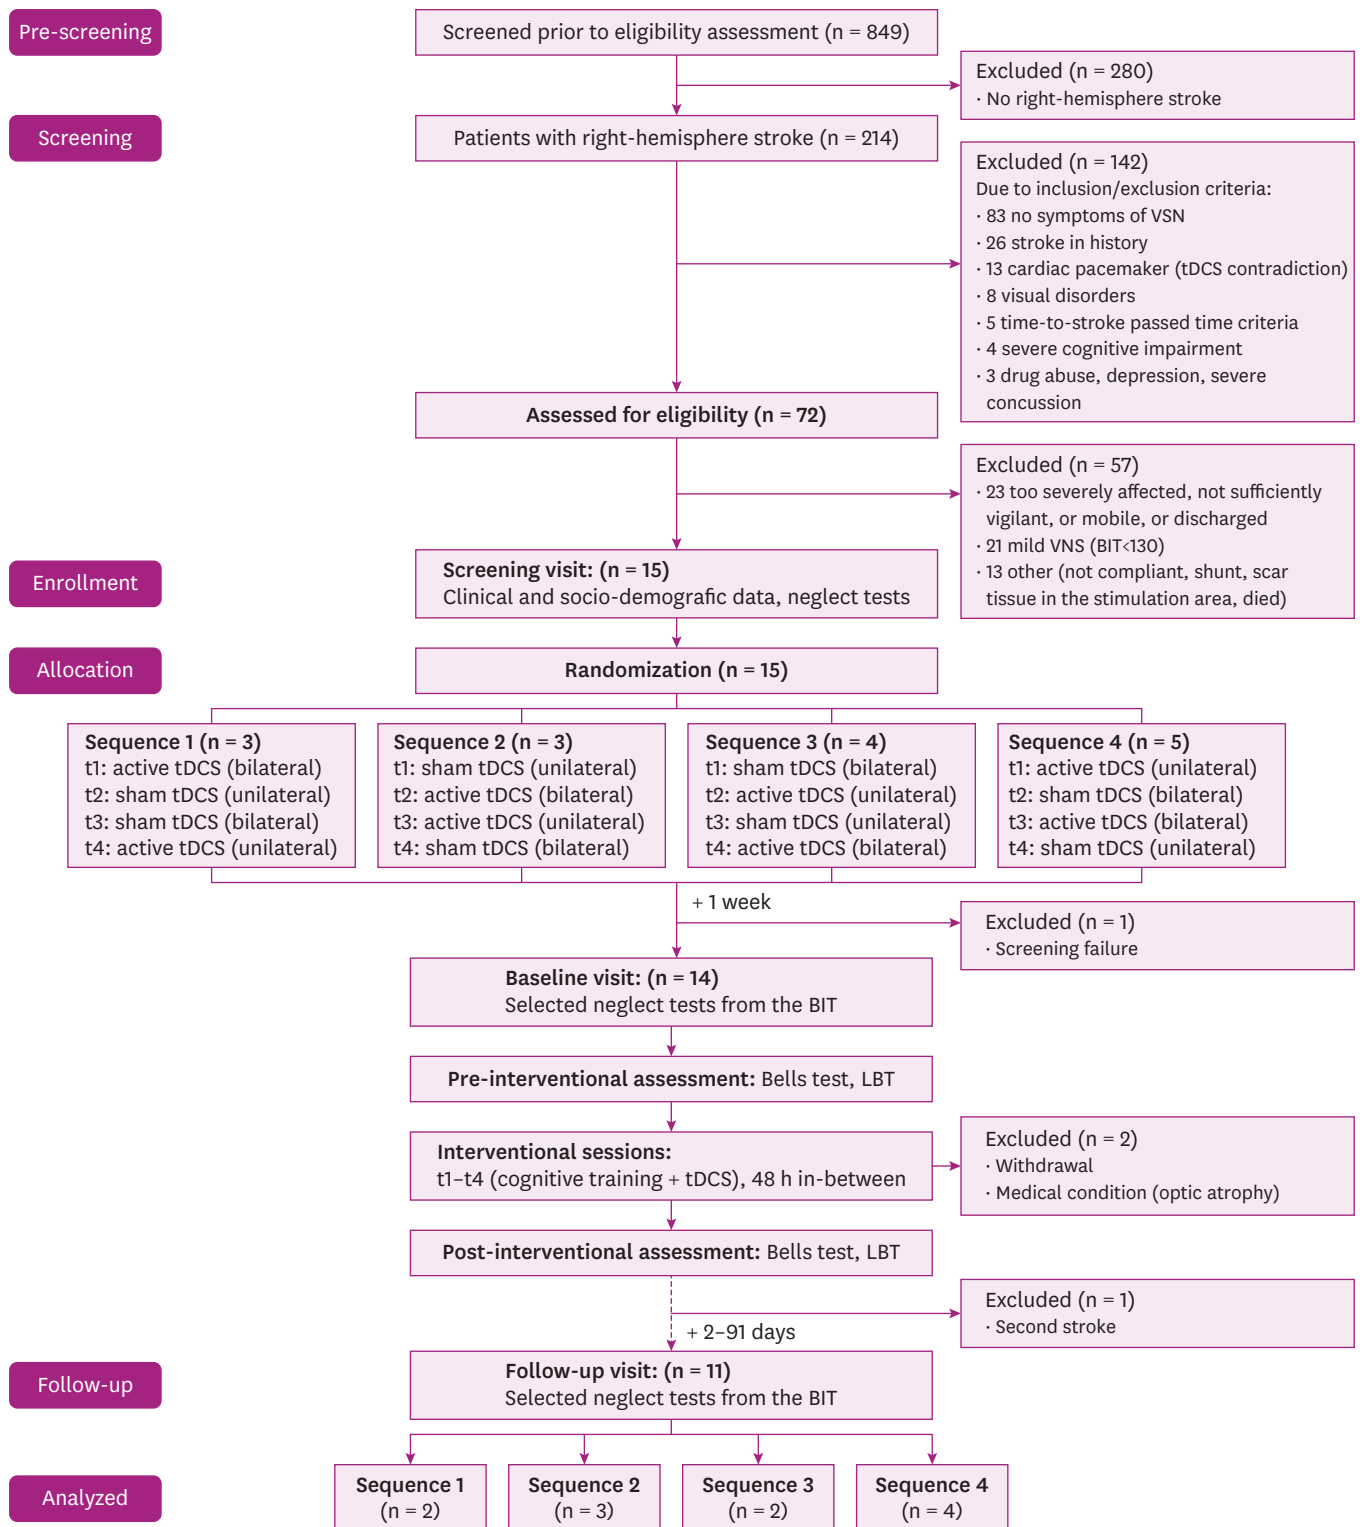 Pre-screening
Screened prior to eligibility assessment (n = 849)
Excluded (n = 280)
· No right-hemisphere stroke
Screening
Patients with right-hemisphere stroke (n = 214)
Excluded (n = 142)
Due to inclusion/exclusion criteria:
· 83 no symptoms of VSN
· 26 stroke in history
· 13 cardiac pacemaker (tDCS contradiction)
· 8 visual disorders
· 5 time-to-stroke passed time criteria
· 4 severe cognitive impairment
· 3 drug abuse, depression, severe
concussion
Assessed for eligibility (n = 72)
Excluded (n = 57)
· 23 too severely affected, not sufficiently
vigilant, or mobile, or discharged
· 21 mild VNS (BIT<130)
· 13 other (not compliant, shunt, scar
tissue in the stimulation area, died)
Enrollment
Screening visit: (n = 15)
Clinical and socio-demografic data, neglect tests
Allocation
Randomization (n = 15)
Sequence 1 (n = 3)
t1: active tDCS (bilateral)
t2: sham tDCS (unilateral)
t3: sham tDCS (bilateral)
t4: active tDCS (unilateral)
Sequence 2 (n = 3)
t1: sham tDCS (unilateral)
t2: active tDCS (bilateral)
t3: active tDCS (unilateral)
t4: sham tDCS (bilateral)
Sequence 3 (n = 4)
t1: sham tDCS (bilateral)
t2: active tDCS (unilateral)
t3: sham tDCS (unilateral)
t4: active tDCS (bilateral)
Sequence 4 (n = 5)
t1: active tDCS (unilateral)
t2: sham tDCS (bilateral)
t3: active tDCS (bilateral)
t4: sham tDCS (unilateral)
+ 1 week
Excluded (n = 1)
· Screening failure
Baseline visit: (n = 14)
Selected neglect tests from the BIT
Pre-interventional assessment: Bells test, LBT
Interventional sessions:
t1–t4 (cognitive training + tDCS), 48 h in-between
Excluded (n = 2)
· Withdrawal
· Medical condition (optic atrophy)
Post-interventional assessment: Bells test, LBT
Excluded (n = 1)
· Second stroke
+ 2–91 days
Follow-up
Follow-up visit: (n = 11)
Selected neglect tests from the BIT
Analyzed
Sequence 1
(n = 2)
Sequence 2
(n = 3)
Sequence 3
(n = 2)
Sequence 4
(n = 4)